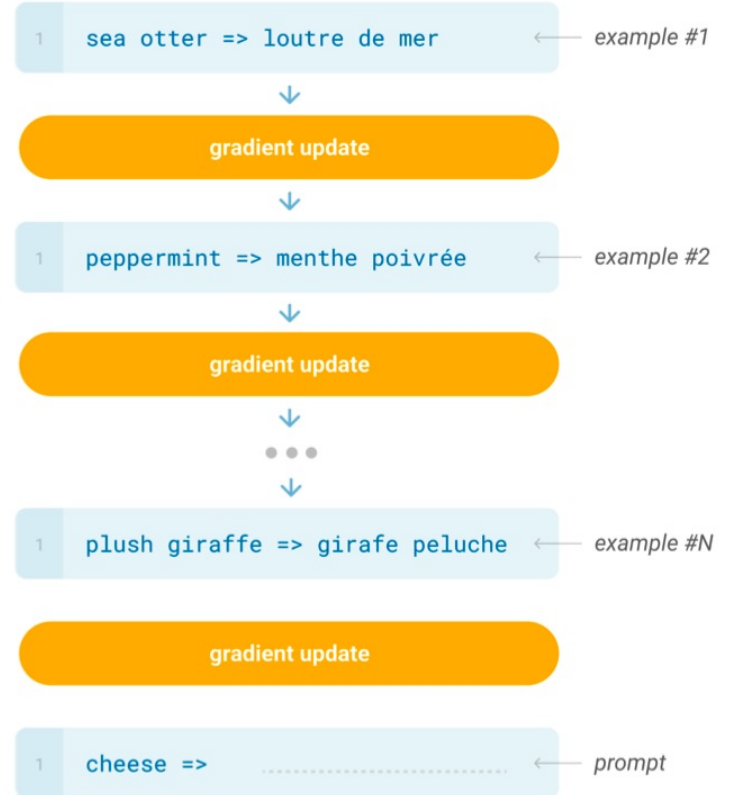 1 sea otter => loutre de mer example #1
gradient update
1 peppermint => menthe poivrée example #2
gradient update
1 plush giraffe => girafe peluche example #N
gradient update
1 cheese => prompt